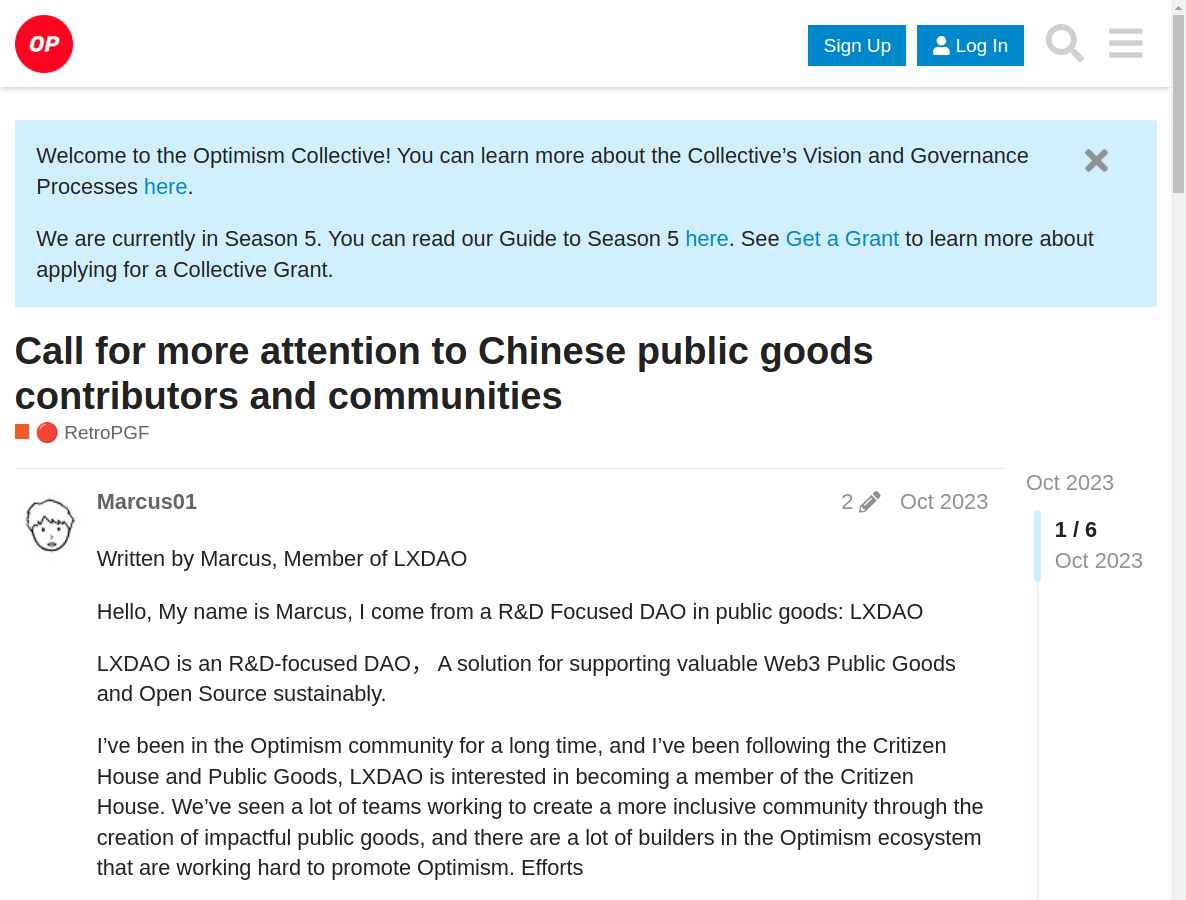 OP
Sign Up
Log In
Welcome to the Optimism Collective! You can learn more about the Collective’s Vision and Governance
Processes here.
We are currently in Season 5. You can read our Guide to Season 5 here. See Get a Grant to learn more about
applying for a Collective Grant.
Call for more attention to Chinese public goods
contributors and communities
RetroPGF
Marcus01
2
Oct 2023
Oct 2023
1 / 6
Oct 2023
Written by Marcus, Member of LXDAO
Hello, My name is Marcus, I come from a R&D Focused DAO in public goods: LXDAO
LXDAO is an R&D-focused DAO， A solution for supporting valuable Web3 Public Goods
and Open Source sustainably.
I’ve been in the Optimism community for a long time, and I’ve been following the Critizen
House and Public Goods, LXDAO is interested in becoming a member of the Critizen
House. We’ve seen a lot of teams working to create a more inclusive community through the
creation of impactful public goods, and there are a lot of builders in the Optimism ecosystem
that are working hard to promote Optimism. Efforts